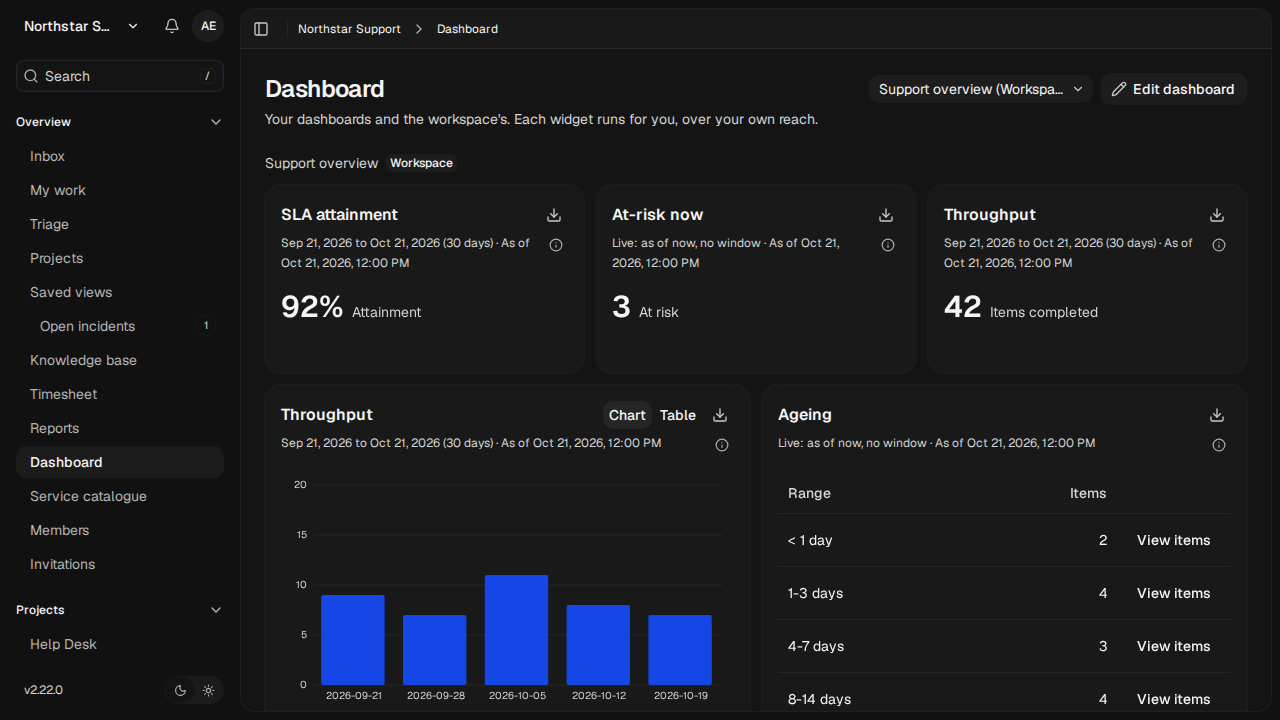 Northstar S...
AE
Search
/
Overview
Inbox
My work
Triage
Projects
Saved views
Open incidents
1
Knowledge base
Timesheet
Reports
Dashboard
Service catalogue
Members
Invitations
Projects
Help Desk
v2.22.0
Northstar Support
Dashboard
Dashboard
Your dashboards and the workspace's. Each widget runs for you, over your own reach.
Support overview (Workspa...
Edit dashboard
Support overview
Workspace
SLA attainment
Sep 21, 2026 to Oct 21, 2026 (30 days) · As of
Oct 21, 2026, 12:00 PM
92% Attainment
At-risk now
Live: as of now, no window · As of Oct 21,
2026, 12:00 PM
3 At risk
Throughput
Sep 21, 2026 to Oct 21, 2026 (30 days) · As of
Oct 21, 2026, 12:00 PM
42 Items completed
Throughput
Chart
Table
Sep 21, 2026 to Oct 21, 2026 (30 days) · As of Oct 21, 2026, 12:00 PM
20
15
10
5
0
2026-09-21 2026-09-28 2026-10-05 2026-10-12 2026-10-19
Ageing
Live: as of now, no window · As of Oct 21, 2026, 12:00 PM
Range Items
< 1 day 2 View items
1-3 days 4 View items
4-7 days 3 View items
8-14 days 4 View items